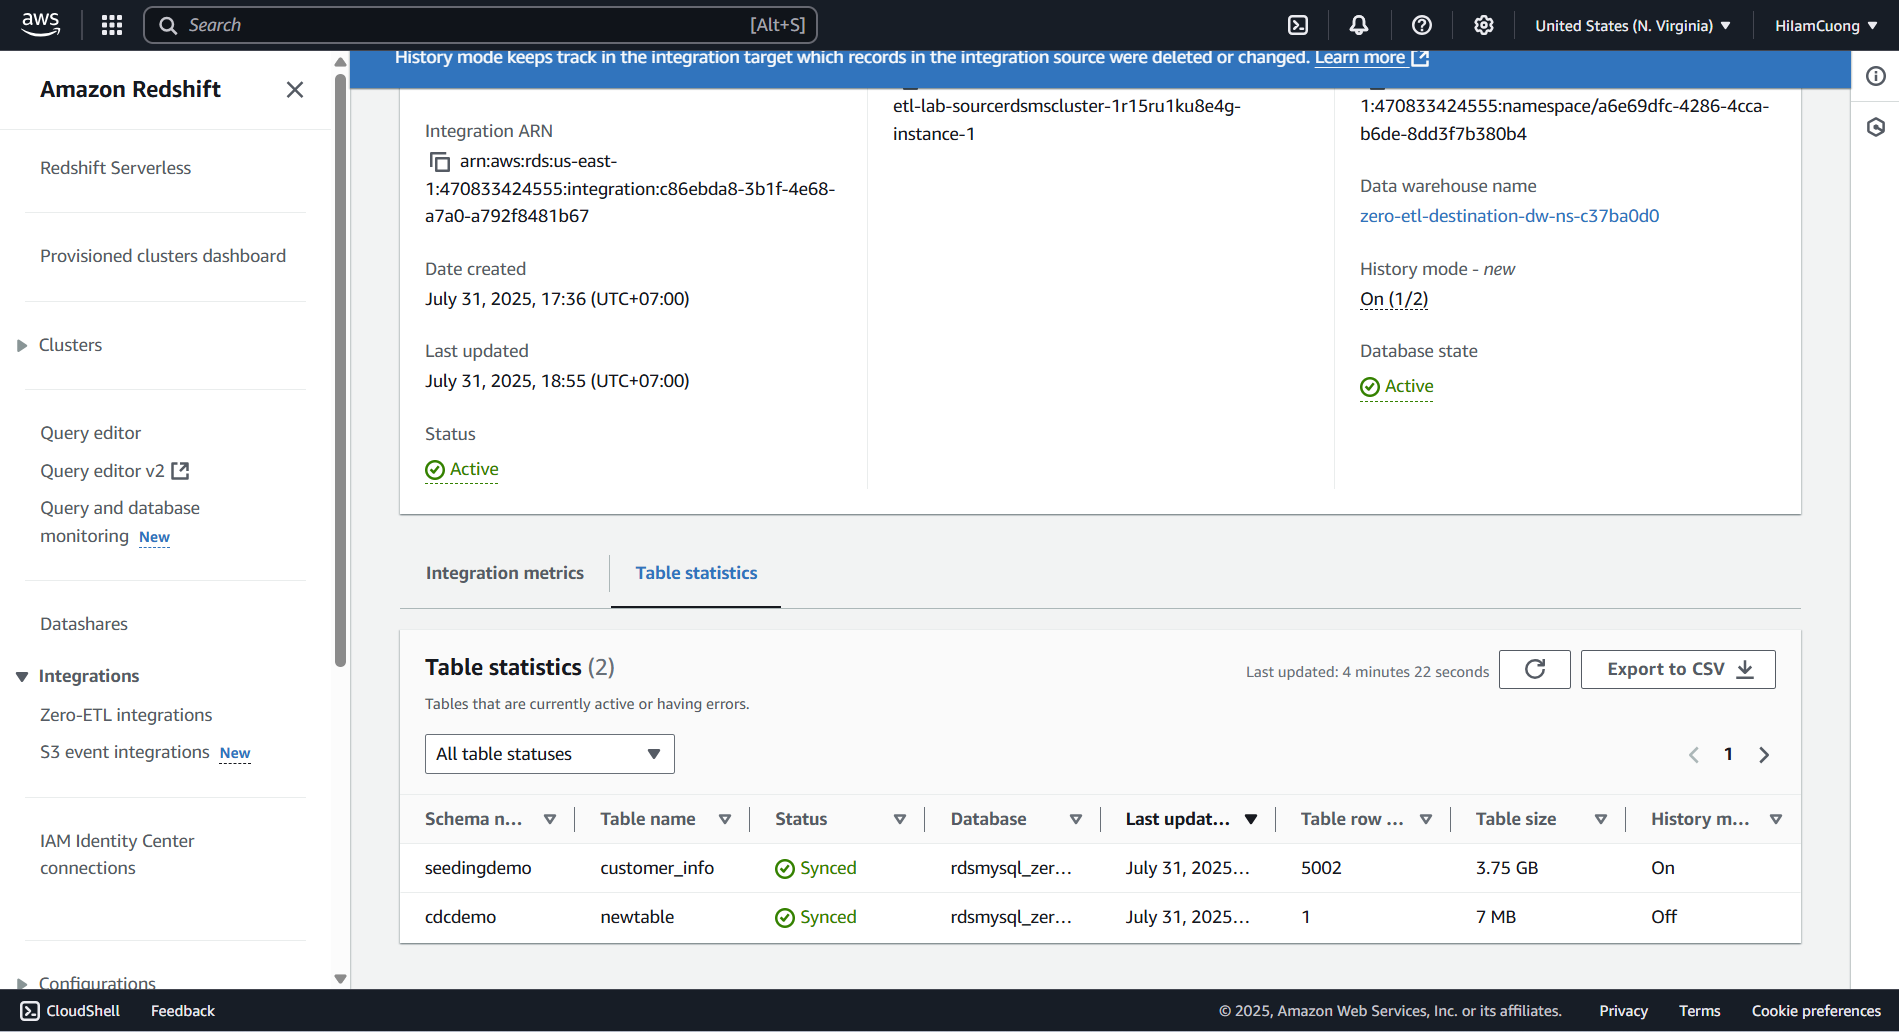 aws
Search
[Alt+S]
United States (N. Virginia)
HilamCuong
Amazon Redshift
Redshift Serverless
Provisioned clusters dashboard
Clusters
Query editor
Query editor v2
Query and database
monitoring New
Datashares
Integrations
Zero-ETL integrations
S3 event integrations New
IAM Identity Center
connections
Configurations
History mode keeps track in the integration target which records in the integration source were deleted or changed. Learn more
Integration ARN
arn:aws:rds:us-east-
1:470833424555:integration:c86ebda8-3b1f-4e68-
a7a0-a792f8481b67
Date created
July 31, 2025, 17:36 (UTC+07:00)
Last updated
July 31, 2025, 18:55 (UTC+07:00)
Status
Active
etl-lab-sourcerdsmscluster-1r15ru1ku8e4g-
instance-1
1:470833424555:namespace/a6e69dfc-4286-4cca-
b6de-8dd3f7b380b4
Data warehouse name
zero-etl-destination-dw-ns-c37ba0d0
History mode - new
On (1/2)
Database state
Active
Integration metrics
Table statistics
Table statistics (2)
Tables that are currently active or having errors.
Last updated: 4 minutes 22 seconds
Export to CSV
All table statuses
1
Schema n... Table name Status Database Last updat... Table row ... Table size History m...
seedingdemo customer_info Synced rdsmysql_zer... July 31, 2025... 5002 3.75 GB On
cdcdemo newtable Synced rdsmysql_zer... July 31, 2025... 1 7 MB Off
CloudShell
Feedback
© 2025, Amazon Web Services, Inc. or its affiliates.
Privacy
Terms
Cookie preferences